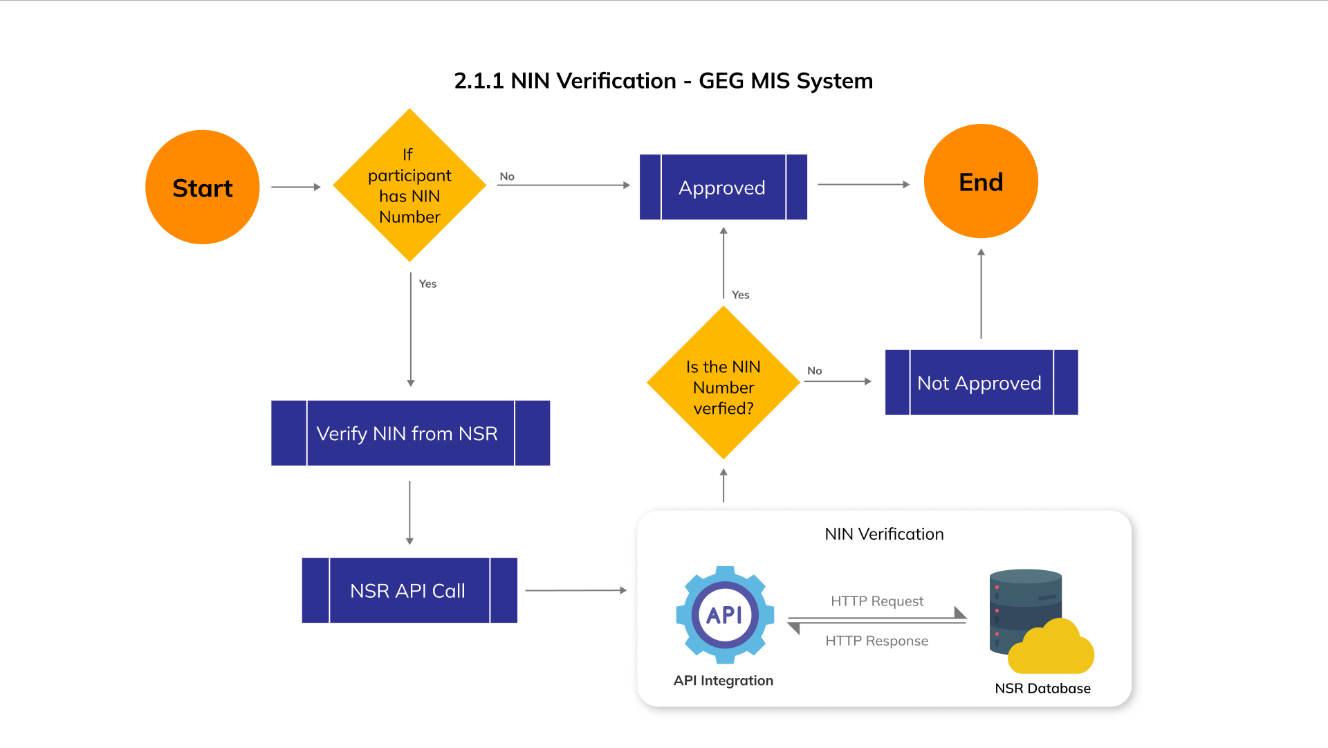 2.1.1 NIN Verification - GEG MIS System
Start
If
participant
has NIN
Number
No
Approved
End
Yes
Yes
Is the NIN
Number
verfied?
No
Not Approved
Verify NIN from NSR
NSR API Call
NIN Verification
API
HTTP Request
HTTP Response
API Integration
NSR Database